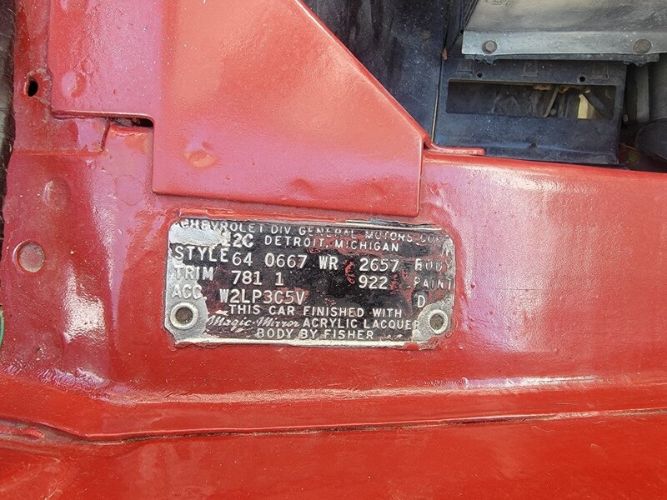 CHEVROLET DIV GENERAL MOTORS CORP
12C DETROIT, MICHIGAN
STYLE 64 0667 WR 2657 BODY
TRIM 781 1 922 PAINT
ACC W2LP3C5V D
THIS CAR FINISHED WITH
Magic-Mirror ACRYLIC LACQUER
BODY BY FISHER